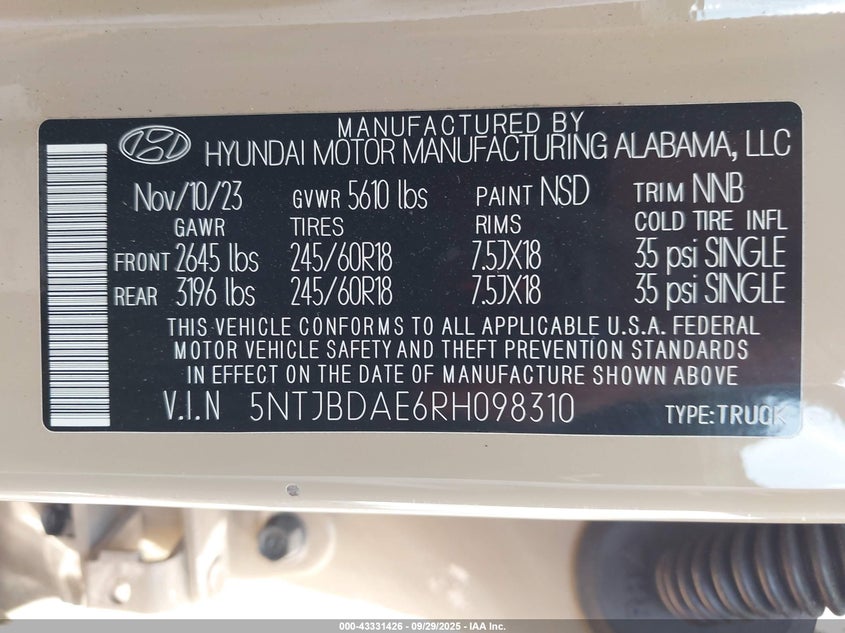 MANUFACTURED BY
HYUNDAI MOTOR MANUFACTURING ALABAMA, LLC
Nov/10/23 GVWR 5610 lbs PAINT NSD TRIM NNB
GAWR TIRES RIMS COLD TIRE INFL
FRONT 2645 lbs 245/60R18 7.5JX18 35 psi SINGLE
REAR 3196 lbs 245/60R18 7.5JX18 35 psi SINGLE
THIS VEHICLE CONFORMS TO ALL APPLICABLE U.S.A. FEDERAL
MOTOR VEHICLE SAFETY AND THEFT PREVENTION STANDARDS
IN EFFECT ON THE DATE OF MANUFACTURE SHOWN ABOVE
V.I.N 5NTJBDAE6RH098310 TYPE:TRUCK
000-43331426 - 09/29/2025 - IAA Inc.